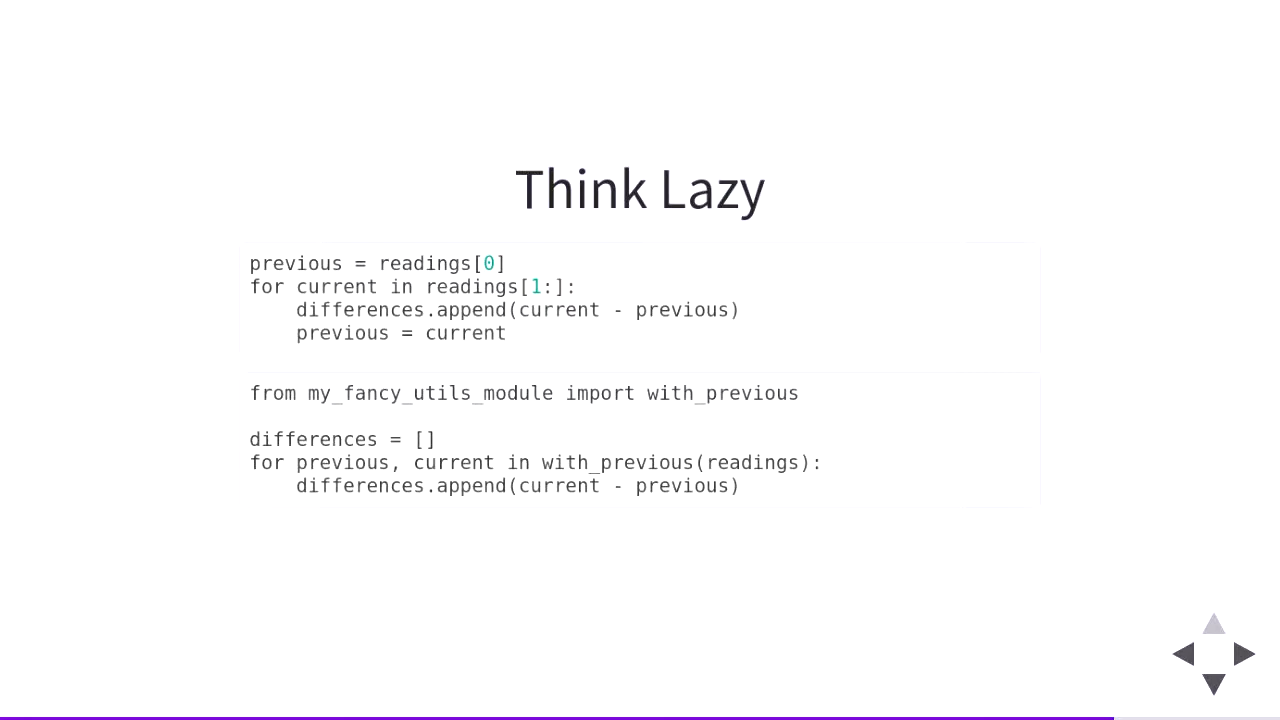 Think Lazy
previous = readings[0]
for current in readings[1:]:
    differences.append(current - previous)
    previous = current
from my_fancy_utils_module import with_previous
differences = []
for previous, current in with_previous(readings):
    differences.append(current - previous)